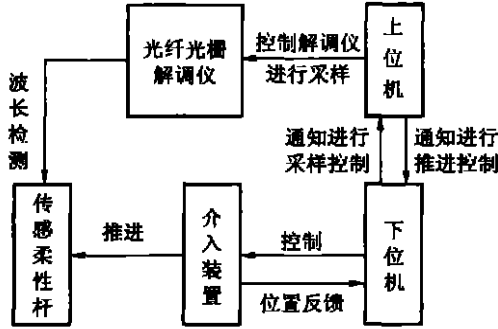 光纤光栅
解调仪
控制解调仪
进行采样
上位机
波长检测
通知进行
采样控制
通知进行
推进控制
传感柔性杆
推进
介入装置
控制
位置反馈
下位机